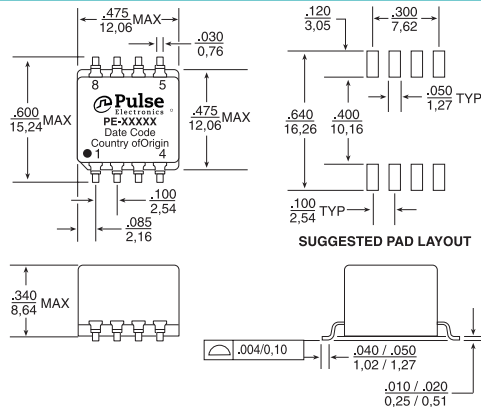 .475
12,06
MAX
.030
0,76
8
5
.600
15,24
MAX
Pulse
Electronics
PE-XXXXX
Date Code
Country ofOrigin
1
4
.475
12,06
MAX
.100
2,54
.085
2,16
.120
3,05
.300
7,62
.050
1,27
TYP
.640
16,26
.400
10,16
.100
2,54
TYP
SUGGESTED PAD LAYOUT
.340
8,64
MAX
.004/0,10
.040 / .050
1,02 / 1,27
.010 / .020
0,25 / 0,51